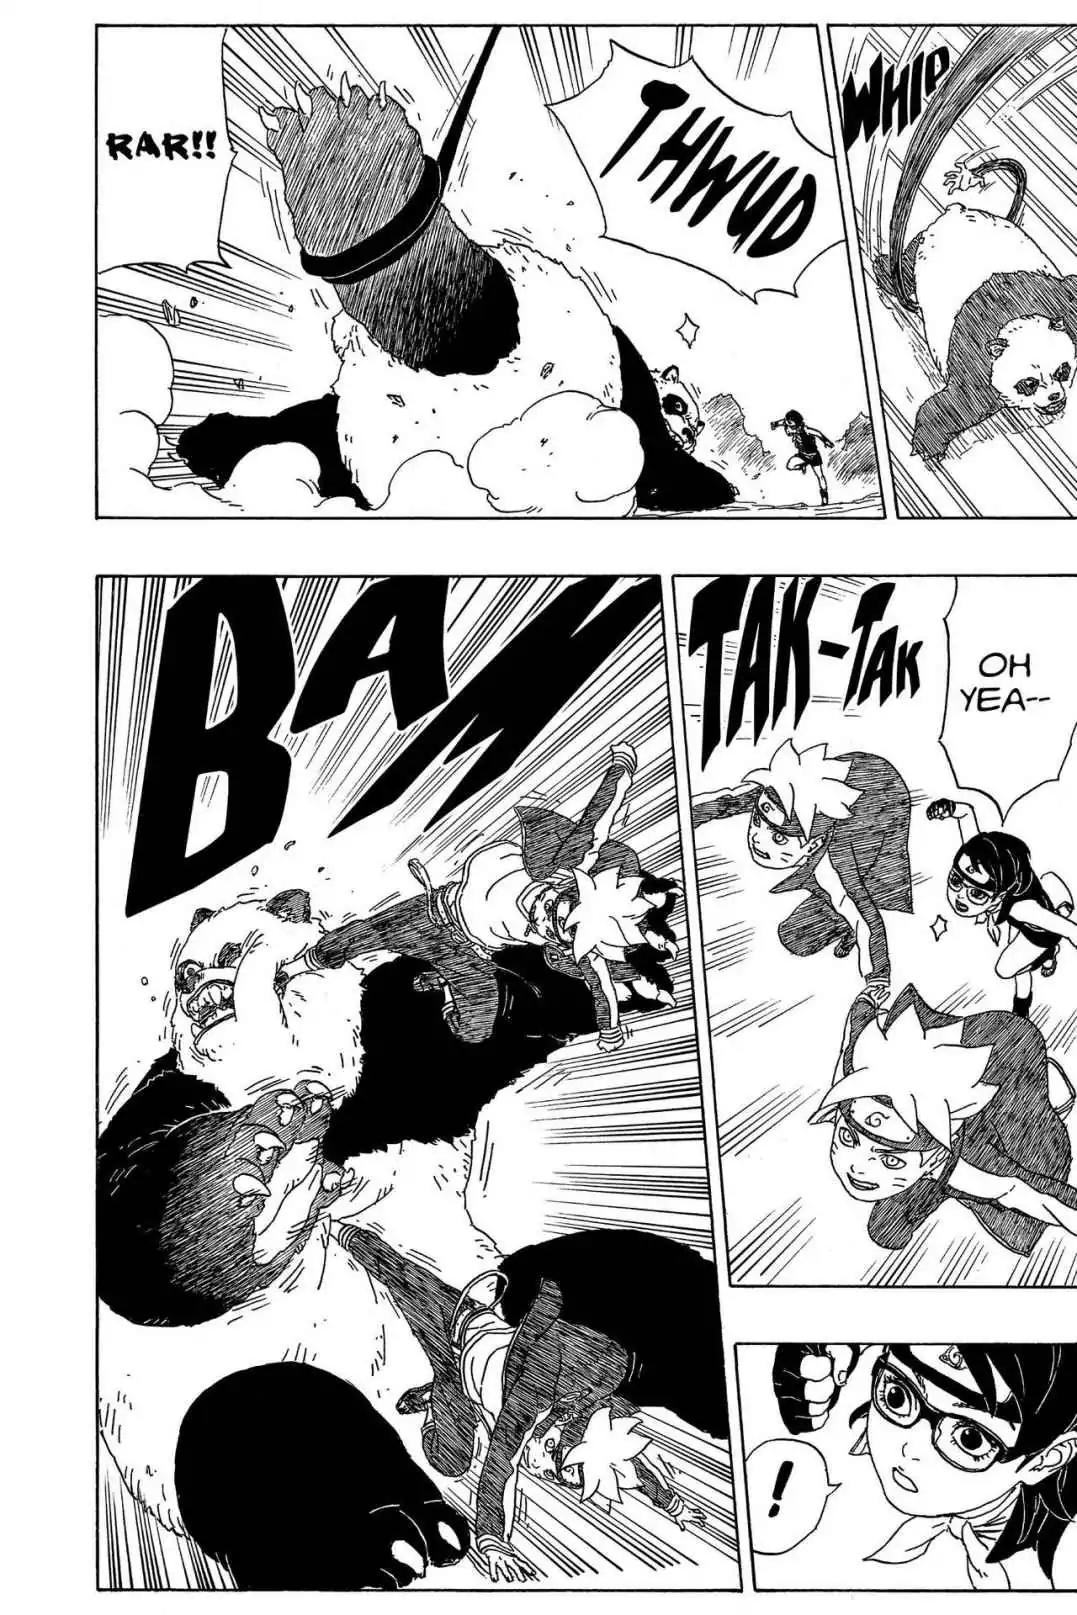 WHIP
THWUD
RAR!!
OH
YEA--
TAK-TAK
BAM
!